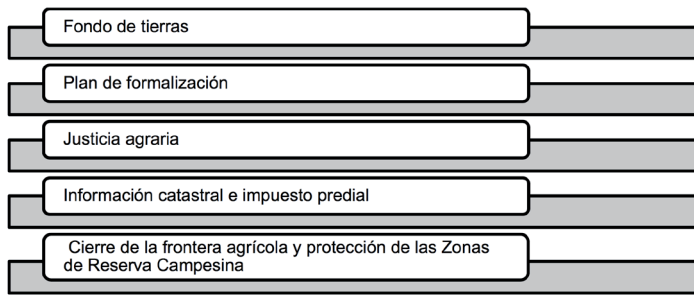 Fondo de tierras
Plan de formalización
Justicia agraria
Información catastral e impuesto predial
Cierre de la frontera agrícola y protección de las Zonas
de Reserva Campesina